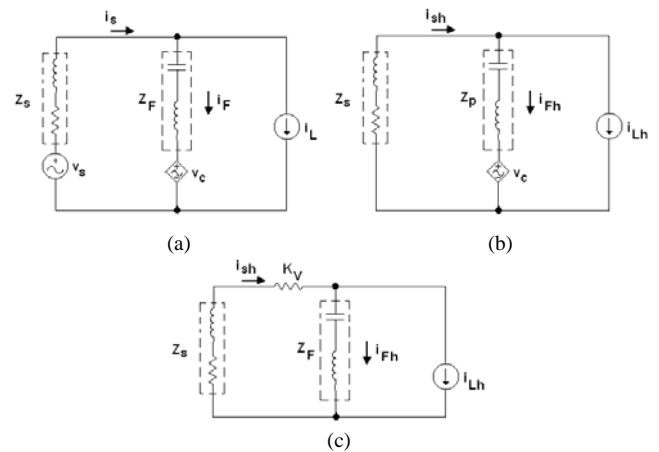 i_s
Z_s
v_s
Z_F
i_F
v_c
i_L
(a)
i_sh
Z_s
Z_p
i_Fh
v_c
i_Lh
(b)
i_sh
K_V
Z_s
Z_F
i_Fh
i_Lh
(c)